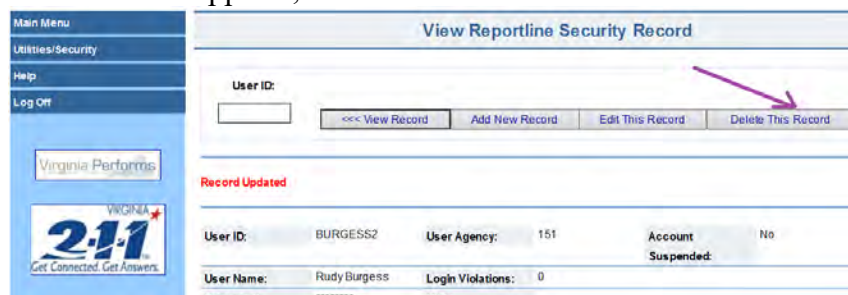 Main Menu
Utilities/Security
Help
Log Off
Virginia Performs
VIRGINIA
2-1-1
Get Connected. Get Answers.
View Reportline Security Record
User ID:
<<< View Record Add New Record Edit This Record Delete This Record
Record Updated
User ID: BURGESS2 User Agency: 151 Account Suspended: No
User Name: Rudy Burgess Login Violations: 0